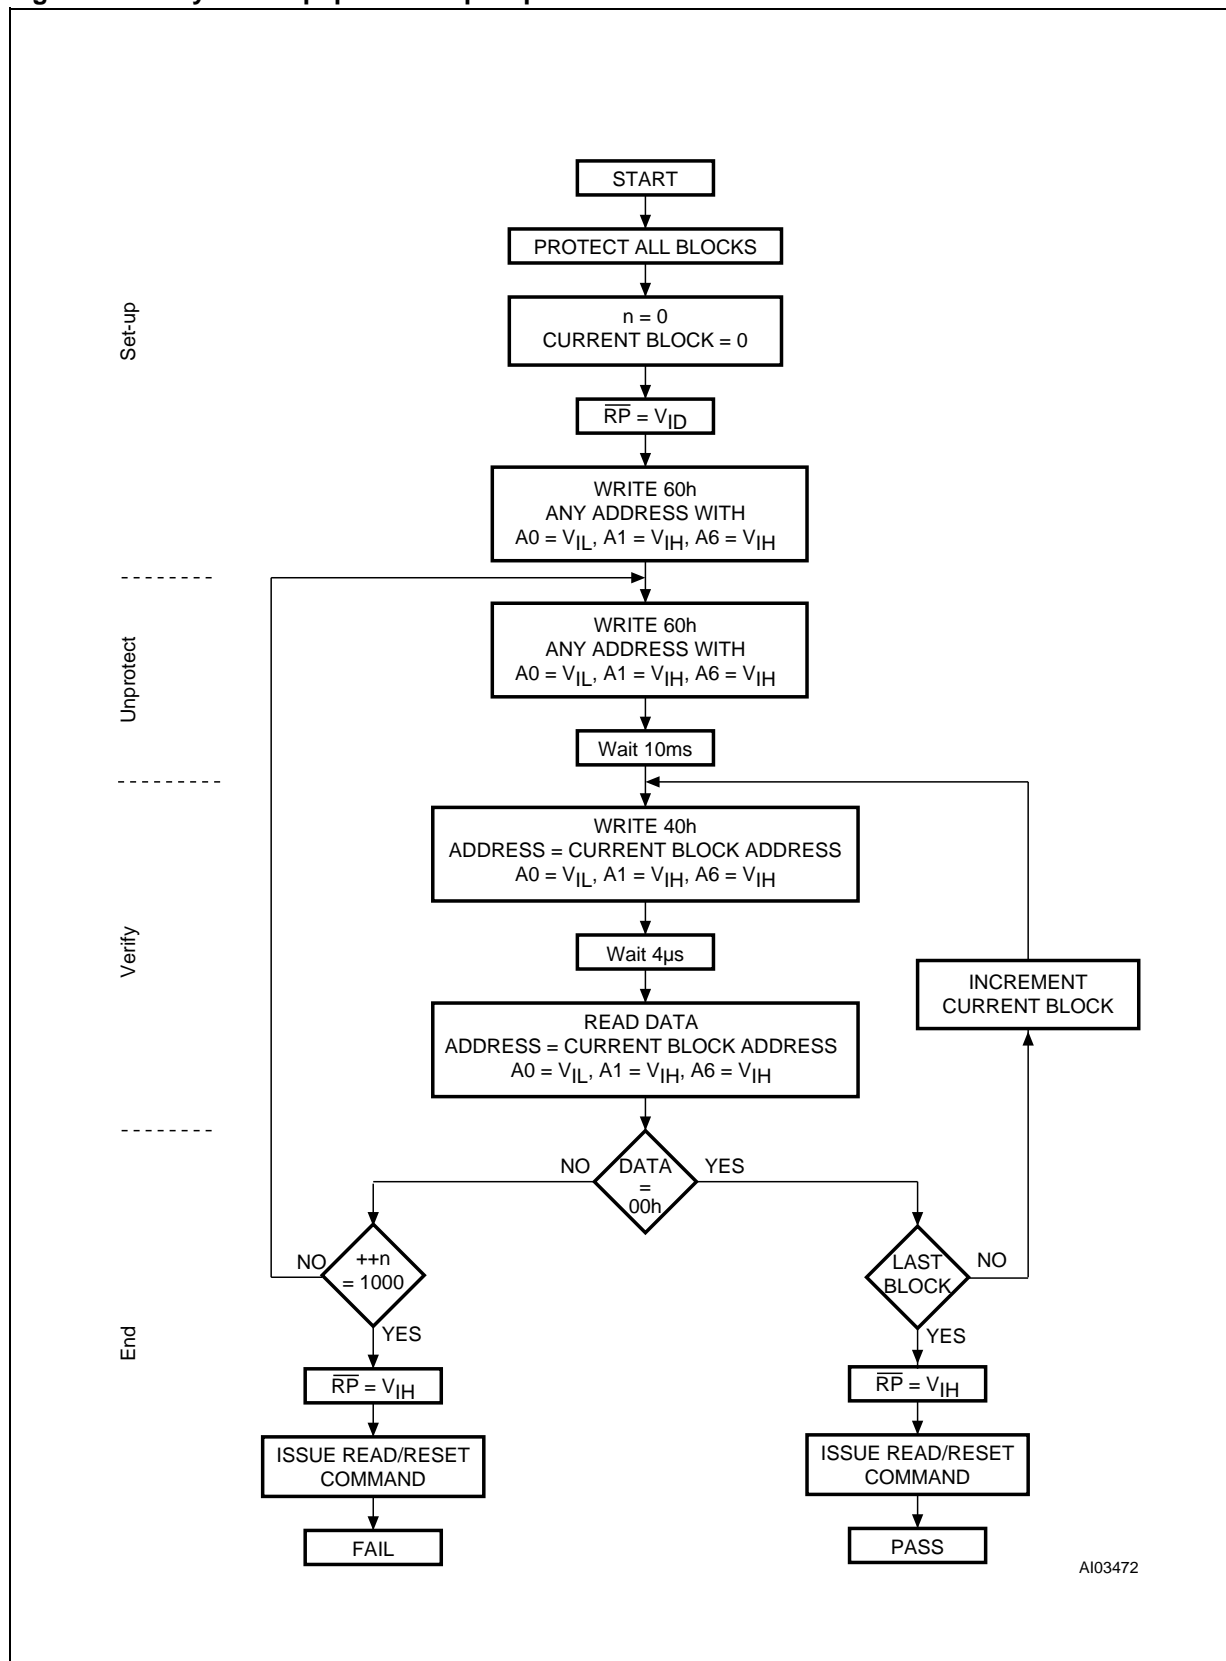 START
PROTECT ALL BLOCKS
n = 0
CURRENT BLOCK = 0
Set-up
RP = VID
WRITE 60h
ANY ADDRESS WITH
A0 = VIL, A1 = VIH, A6 = VIH
Unprotect
WRITE 60h
ANY ADDRESS WITH
A0 = VIL, A1 = VIH, A6 = VIH
Wait 10ms
WRITE 40h
ADDRESS = CURRENT BLOCK ADDRESS
A0 = VIL, A1 = VIH, A6 = VIH
Verify
Wait 4µs
READ DATA
ADDRESS = CURRENT BLOCK ADDRESS
A0 = VIL, A1 = VIH, A6 = VIH
INCREMENT
CURRENT BLOCK
NO
DATA
=
00h
YES
NO
++n
= 1000
YES
LAST
BLOCK
NO
YES
End
RP = VIH
ISSUE READ/RESET
COMMAND
FAIL
RP = VIH
ISSUE READ/RESET
COMMAND
PASS
AI03472